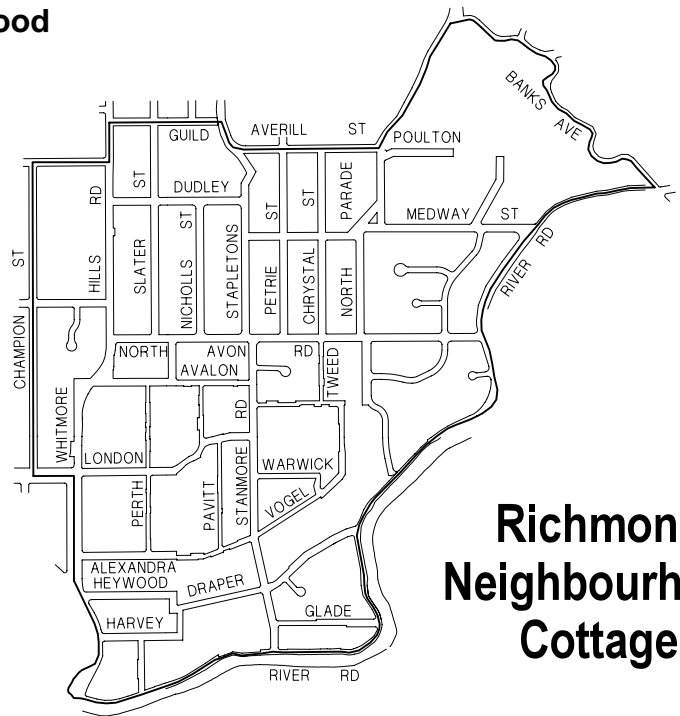 ood
GUILD
AVERILL ST
POULTON
BANKS AVE
DUDLEY
ST
ST
ST
PARADE
MEDWAY ST
RIVER RD
HILLS RD
SLATER
NICHOLLS ST
STAPLETONS
PETRIE
CHRYSTAL
NORTH
CHAMPION ST
NORTH AVON RD
AVALON
TWEED
WHITMORE
RD
LONDON
WARWICK
PERTH
PAVITT
STANMORE
VOGEL
ALEXANDRA
HEYWOOD
DRAPER
HARVEY
GLADE
RIVER RD
Richmon
Neighbourh
Cottage